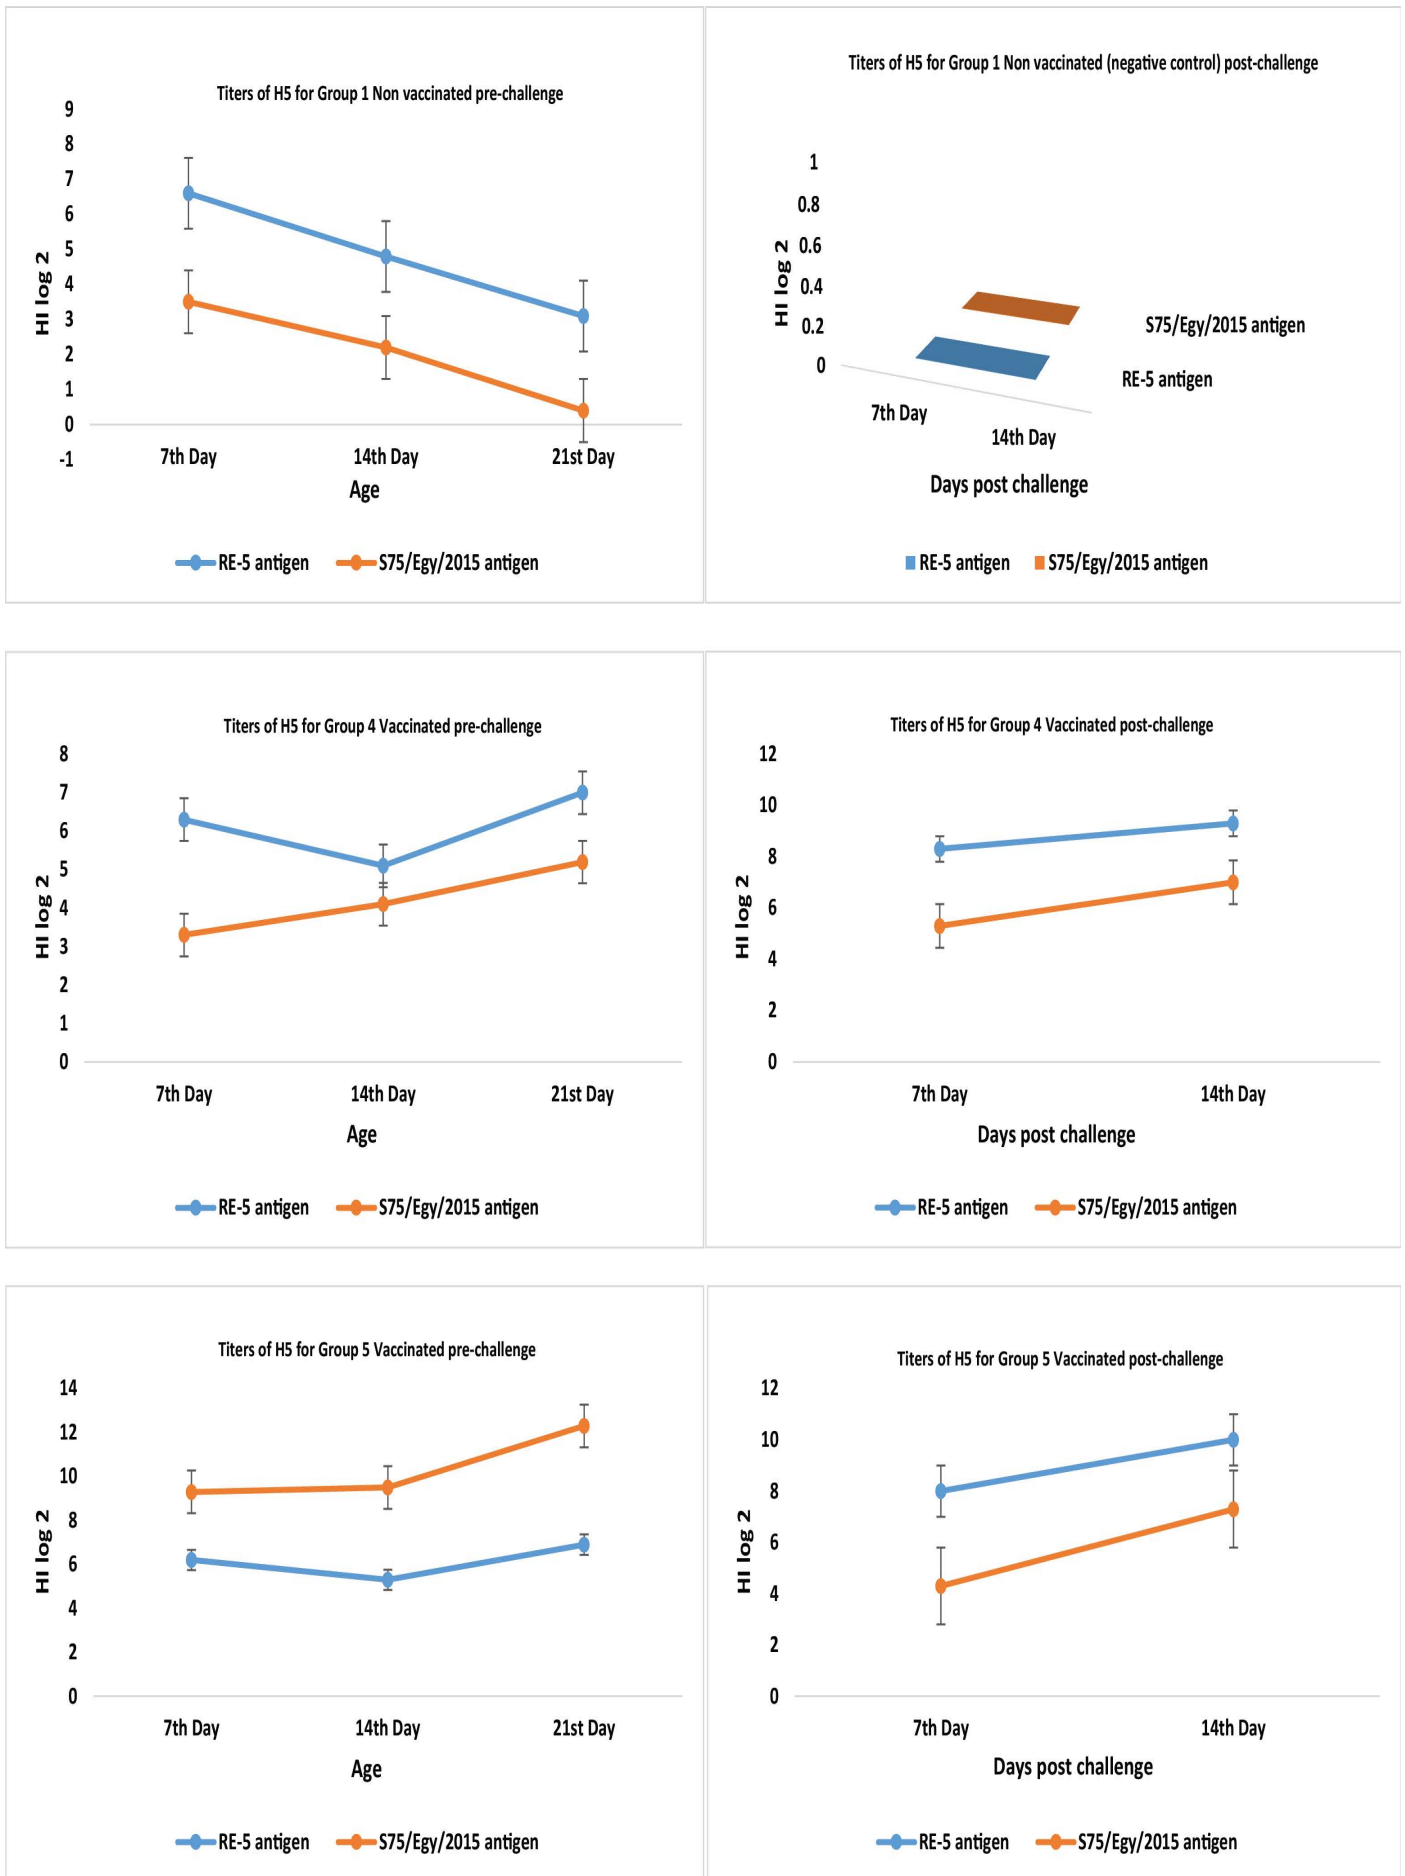 Titers of H5 for Group 1 Non vaccinated pre-challenge
9
8
7
6
5
4
3
2
1
0
-1
HI log 2
7th Day 14th Day 21st Day
Age
RE-5 antigen S75/Egy/2015 antigen
Titers of H5 for Group 1 Non vaccinated (negative control) post-challenge
1
0.8
0.6
0.4
0.2
0
HI log 2
S75/Egy/2015 antigen
RE-5 antigen
7th Day
14th Day
Days post challenge
RE-5 antigen S75/Egy/2015 antigen
Titers of H5 for Group 4 Vaccinated pre-challenge
8
7
6
5
4
3
2
1
0
HI log 2
7th Day 14th Day 21st Day
Age
RE-5 antigen S75/Egy/2015 antigen
Titers of H5 for Group 4 Vaccinated post-challenge
12
10
8
6
4
2
0
HI log 2
7th Day 14th Day
Days post challenge
RE-5 antigen S75/Egy/2015 antigen
Titers of H5 for Group 5 Vaccinated pre-challenge
14
12
10
8
6
4
2
0
HI log 2
7th Day 14th Day 21st Day
Age
RE-5 antigen S75/Egy/2015 antigen
Titers of H5 for Group 5 Vaccinated post-challenge
12
10
8
6
4
2
0
HI log 2
7th Day 14th Day
Days post challenge
RE-5 antigen S75/Egy/2015 antigen